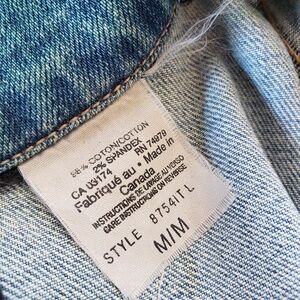 98% COTON/COTTON
2% SPANDEX
CA 09174 RN 74979
Fabriqué au • Made in
Canada
INSTRUCTIONS DE LAVAGE AU VERSO
CARE INSTRUCTIONS ON REVERSE
STYLE 8754ITL
M/M